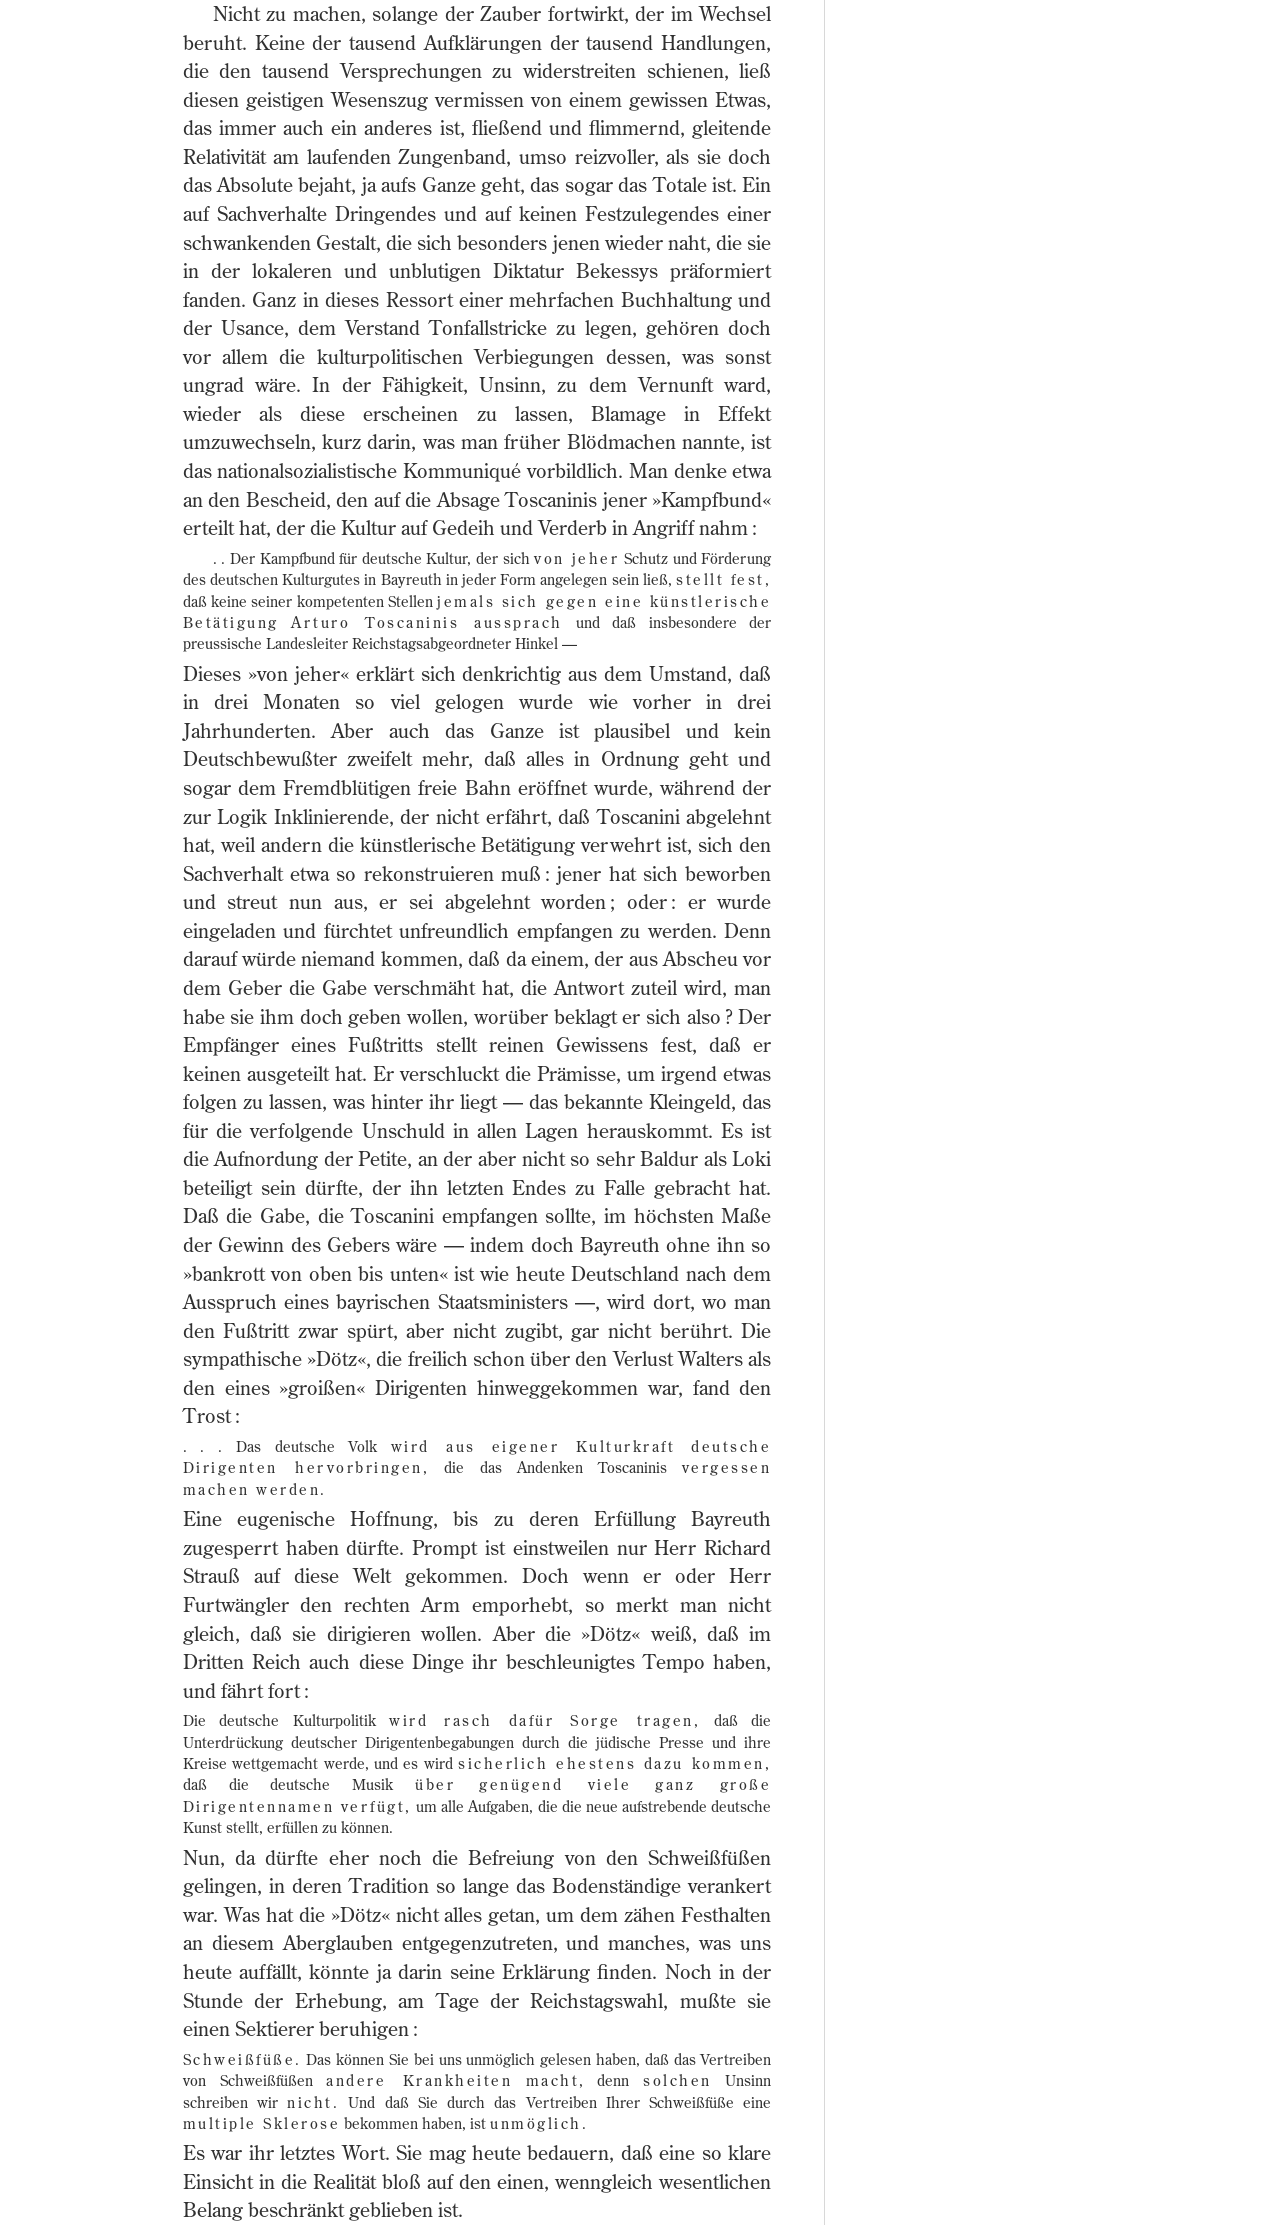 Nicht zu machen, solange der Zauber fortwirkt, der im Wechsel
beruht. Keine der tausend Aufklärungen der tausend Handlungen,
die den tausend Versprechungen zu widerstreiten schienen, ließ
diesen geistigen Wesenszug vermissen von einem gewissen Etwas,
das immer auch ein anderes ist, fließend und flimmernd, gleitende
Relativität am laufenden Zungenband, umso reizvoller, als sie doch
das Absolute bejaht, ja aufs Ganze geht, das sogar das Totale ist. Ein
auf Sachverhalte Dringendes und auf keinen Festzulegendes einer
schwankenden Gestalt, die sich besonders jenen wieder naht, die sie
in der lokaleren und unblutigen Diktatur Bekessys präformiert
fanden. Ganz in dieses Ressort einer mehrfachen Buchhaltung und
der Usance, dem Verstand Tonfallstricke zu legen, gehören doch
vor allem die kulturpolitischen Verbiegungen dessen, was sonst
ungrad wäre. In der Fähigkeit, Unsinn, zu dem Vernunft ward,
wieder als diese erscheinen zu lassen, Blamage in Effekt
umzuwechseln, kurz darin, was man früher Blödmachen nannte, ist
das nationalsozialistische Kommuniqué vorbildlich. Man denke etwa
an den Bescheid, den auf die Absage Toscaninis jener »Kampfbund«
erteilt hat, der die Kultur auf Gedeih und Verderb in Angriff nahm :
. . Der Kampfbund für deutsche Kultur, der sich von jeher Schutz und Förderung
des deutschen Kulturgutes in Bayreuth in jeder Form angelegen sein ließ, stellt fest,
daß keine seiner kompetenten Stellen jemals sich gegen eine künstlerische
Betätigung Arturo Toscaninis aussprach und daß insbesondere der
preussische Landesleiter Reichstagsabgeordneter Hinkel —
Dieses »von jeher« erklärt sich denkrichtig aus dem Umstand, daß
in drei Monaten so viel gelogen wurde wie vorher in drei
Jahrhunderten. Aber auch das Ganze ist plausibel und kein
Deutschbewußter zweifelt mehr, daß alles in Ordnung geht und
sogar dem Fremdblütigen freie Bahn eröffnet wurde, während der
zur Logik Inklinierende, der nicht erfährt, daß Toscanini abgelehnt
hat, weil andern die künstlerische Betätigung verwehrt ist, sich den
Sachverhalt etwa so rekonstruieren muß : jener hat sich beworben
und streut nun aus, er sei abgelehnt worden ; oder : er wurde
eingeladen und fürchtet unfreundlich empfangen zu werden. Denn
darauf würde niemand kommen, daß da einem, der aus Abscheu vor
dem Geber die Gabe verschmäht hat, die Antwort zuteil wird, man
habe sie ihm doch geben wollen, worüber beklagt er sich also ? Der
Empfänger eines Fußtritts stellt reinen Gewissens fest, daß er
keinen ausgeteilt hat. Er verschluckt die Prämisse, um irgend etwas
folgen zu lassen, was hinter ihr liegt — das bekannte Kleingeld, das
für die verfolgende Unschuld in allen Lagen herauskommt. Es ist
die Aufnordung der Petite, an der aber nicht so sehr Baldur als Loki
beteiligt sein dürfte, der ihn letzten Endes zu Falle gebracht hat.
Daß die Gabe, die Toscanini empfangen sollte, im höchsten Maße
der Gewinn des Gebers wäre — indem doch Bayreuth ohne ihn so
»bankrott von oben bis unten« ist wie heute Deutschland nach dem
Ausspruch eines bayrischen Staatsministers —, wird dort, wo man
den Fußtritt zwar spürt, aber nicht zugibt, gar nicht berührt. Die
sympathische »Dötz«, die freilich schon über den Verlust Walters als
den eines »groißen« Dirigenten hinweggekommen war, fand den
Trost :
. . . Das deutsche Volk wird aus eigener Kulturkraft deutsche
Dirigenten hervorbringen, die das Andenken Toscaninis vergessen
machen werden.
Eine eugenische Hoffnung, bis zu deren Erfüllung Bayreuth
zugesperrt haben dürfte. Prompt ist einstweilen nur Herr Richard
Strauß auf diese Welt gekommen. Doch wenn er oder Herr
Furtwängler den rechten Arm emporhebt, so merkt man nicht
gleich, daß sie dirigieren wollen. Aber die »Dötz« weiß, daß im
Dritten Reich auch diese Dinge ihr beschleunigtes Tempo haben,
und fährt fort :
Die deutsche Kulturpolitik wird rasch dafür Sorge tragen, daß die
Unterdrückung deutscher Dirigentenbegabungen durch die jüdische Presse und ihre
Kreise wettgemacht werde, und es wird sicherlich ehestens dazu kommen,
daß die deutsche Musik über genügend viele ganz große
Dirigentennamen verfügt, um alle Aufgaben, die die neue aufstrebende deutsche
Kunst stellt, erfüllen zu können.
Nun, da dürfte eher noch die Befreiung von den Schweißfüßen
gelingen, in deren Tradition so lange das Bodenständige verankert
war. Was hat die »Dötz« nicht alles getan, um dem zähen Festhalten
an diesem Aberglauben entgegenzutreten, und manches, was uns
heute auffällt, könnte ja darin seine Erklärung finden. Noch in der
Stunde der Erhebung, am Tage der Reichstagswahl, mußte sie
einen Sektierer beruhigen :
Schweißfüße. Das können Sie bei uns unmöglich gelesen haben, daß das Vertreiben
von Schweißfüßen andere Krankheiten macht, denn solchen Unsinn
schreiben wir nicht. Und daß Sie durch das Vertreiben Ihrer Schweißfüße eine
multiple Sklerose bekommen haben, ist unmöglich.
Es war ihr letztes Wort. Sie mag heute bedauern, daß eine so klare
Einsicht in die Realität bloß auf den einen, wenngleich wesentlichen
Belang beschränkt geblieben ist.